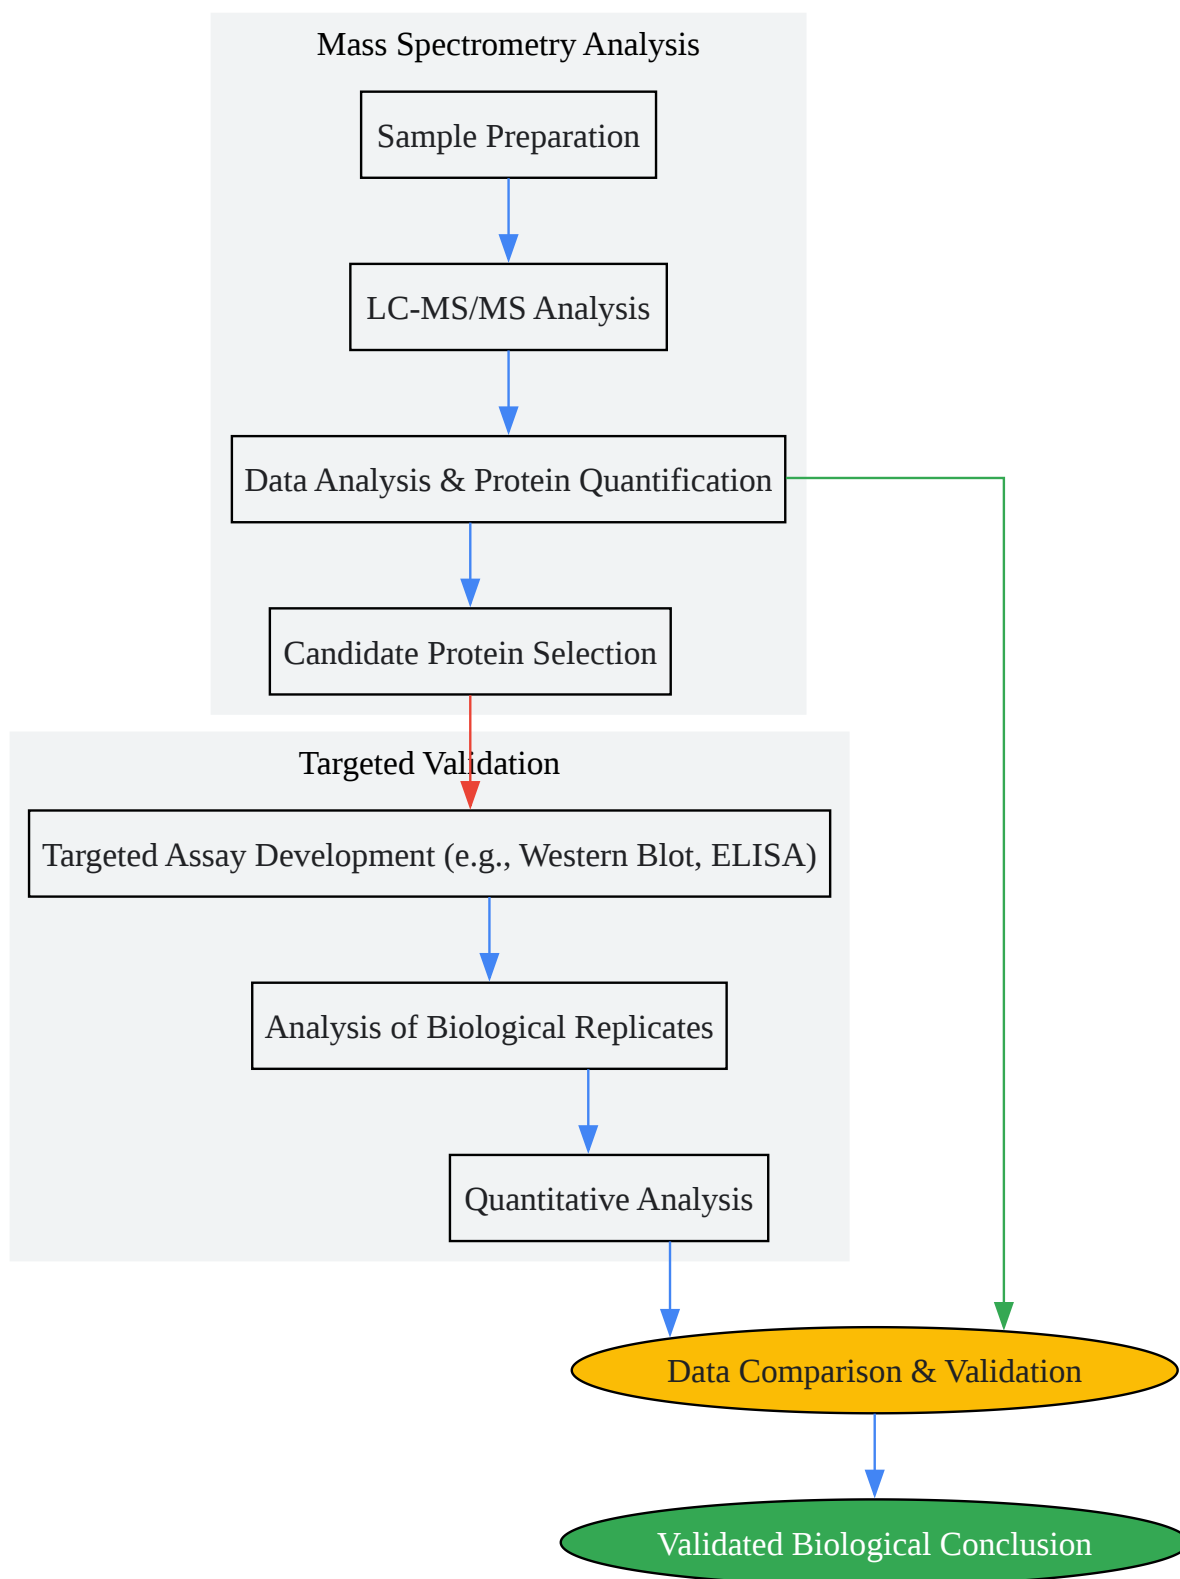 Mass Spectrometry Analysis
Sample Preparation
LC-MS/MS Analysis
Data Analysis & Protein Quantification
Candidate Protein Selection
Targeted Validation
Targeted Assay Development (e.g., Western Blot, ELISA)
Analysis of Biological Replicates
Quantitative Analysis
Data Comparison & Validation
Validated Biological Conclusion